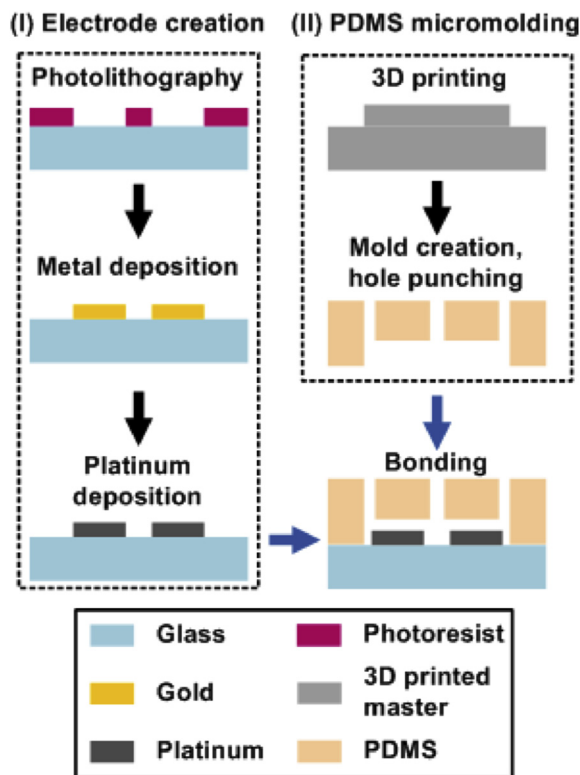 (I) Electrode creation
Photolithography
Metal deposition
Platinum
deposition
(II) PDMS micromolding
3D printing
Mold creation,
hole punching
Bonding
Glass
Gold
Platinum
Photoresist
3D printed
master
PDMS